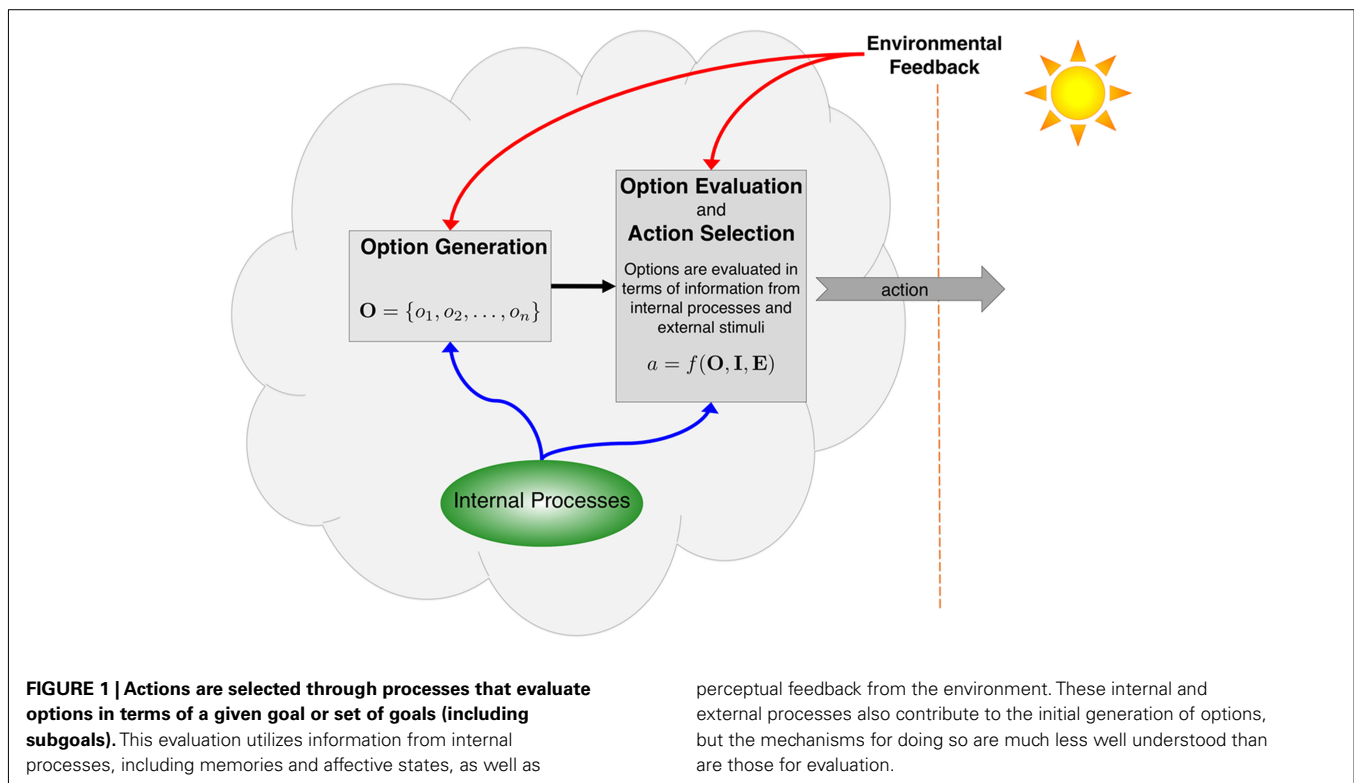 Environmental
Feedback
Option Generation
𝐎 = {o₁, o₂, . . . , oₙ}
Option Evaluation
and
Action Selection
Options are evaluated in
terms of information from
internal processes and
external stimuli
a = f(𝐎, 𝐈, 𝐄)
action
Internal Processes
FIGURE 1 | Actions are selected through processes that evaluate
options in terms of a given goal or set of goals (including
subgoals). This evaluation utilizes information from internal
processes, including memories and affective states, as well as
perceptual feedback from the environment. These internal and
external processes also contribute to the initial generation of options,
but the mechanisms for doing so are much less well understood than
are those for evaluation.